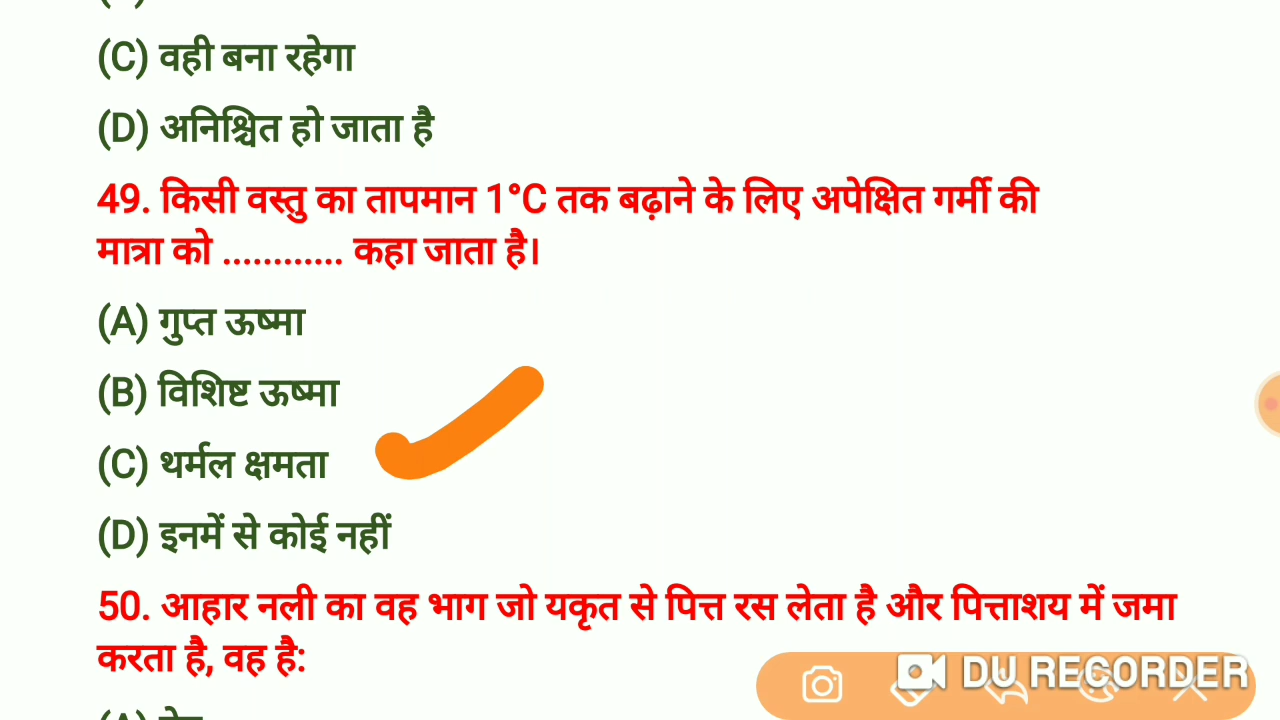 (C) वही बना रहेगा
(D) अनिश्चित हो जाता है
49. किसी वस्तु का तापमान 1°C तक बढ़ाने के लिए अपेक्षित गर्मी की
मात्रा को ............ कहा जाता है।
(A) गुप्त ऊष्मा
(B) विशिष्ट ऊष्मा
(C) थर्मल क्षमता
(D) इनमें से कोई नहीं
50. आहार नली का वह भाग जो यकृत से पित्त रस लेता है और पित्ताशय में जमा
करता है, वह है:
DU RECORDER